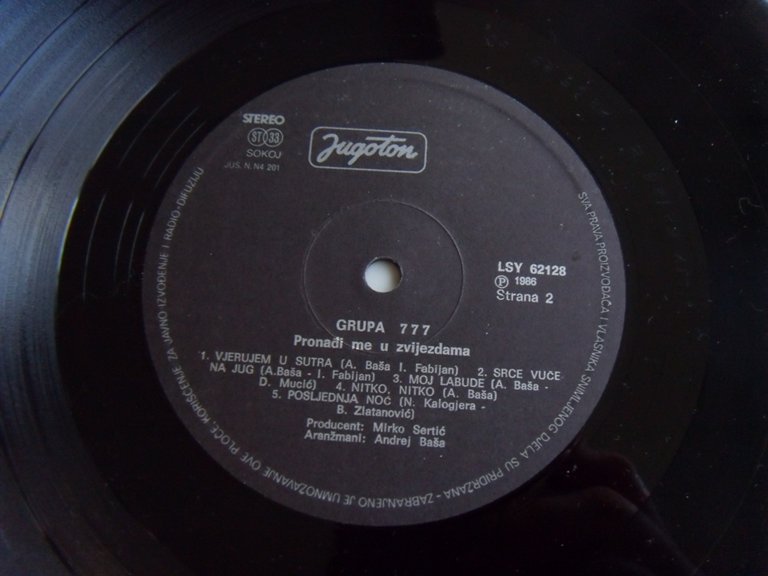 STEREO
ST 33
SOKOJ
JUS. N. N4 201
Jugoton
LSY 62128
Ⓟ 1986
Strana 2
GRUPA 777
Pronađi me u zvijezdama
1. VJERUJEM U SUTRA (A. Baša I. Fabijan) 2. SRCE VUČE
NA JUG (A.Baša - I. Fabijan) 3. MOJ LABUDE (A. Baša -
D. Mucić) 4. NITKO, NITKO (A. Baša)
5. POSLJEDNJA NOĆ (N. Kalogjera -
B. Zlatanović)
Producent: Mirko Sertić
Aranžmani: Andrej Baša
SVA PRAVA PROIZVOĐAČA I VLASNIKA SNIMLJENOG DJELA SU PRIDRŽANA - ZABRANJENO JE UMNOŽAVANJE OVE PLOČE, KORIŠĆENJE ZA JAVNO IZVOĐENJE I RADIO-DIFUZIJU